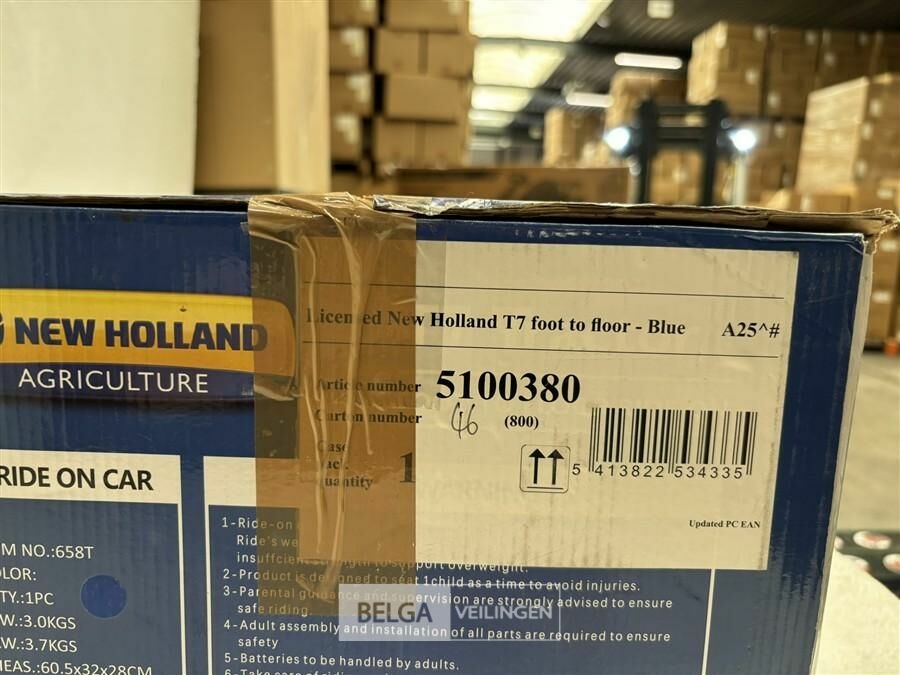 NEW HOLLAND
AGRICULTURE
Licensed New Holland T7 foot to floor - Blue A25^#
Article number 5100380
Carton number 46 (800)
Case
pack
quantity 1
5 413822 534335
Updated PC EAN
RIDE ON CAR
M NO.:658T
OLOR:
TY.:1PC
W.:3.0KGS
.W.:3.7KGS
EAS.:60.5x32x28CM
1-Ride-on
Ride's we
insufficient strength to support overweight.
2-Product is designed to seat 1child as a time to avoid injuries.
3-Parental guidance and supervision are strongly advised to ensure
safe riding.
4-Adult assembly and installation of all parts are required to ensure
safety
5-Batteries to be handled by adults.
BELGA VEILINGEN